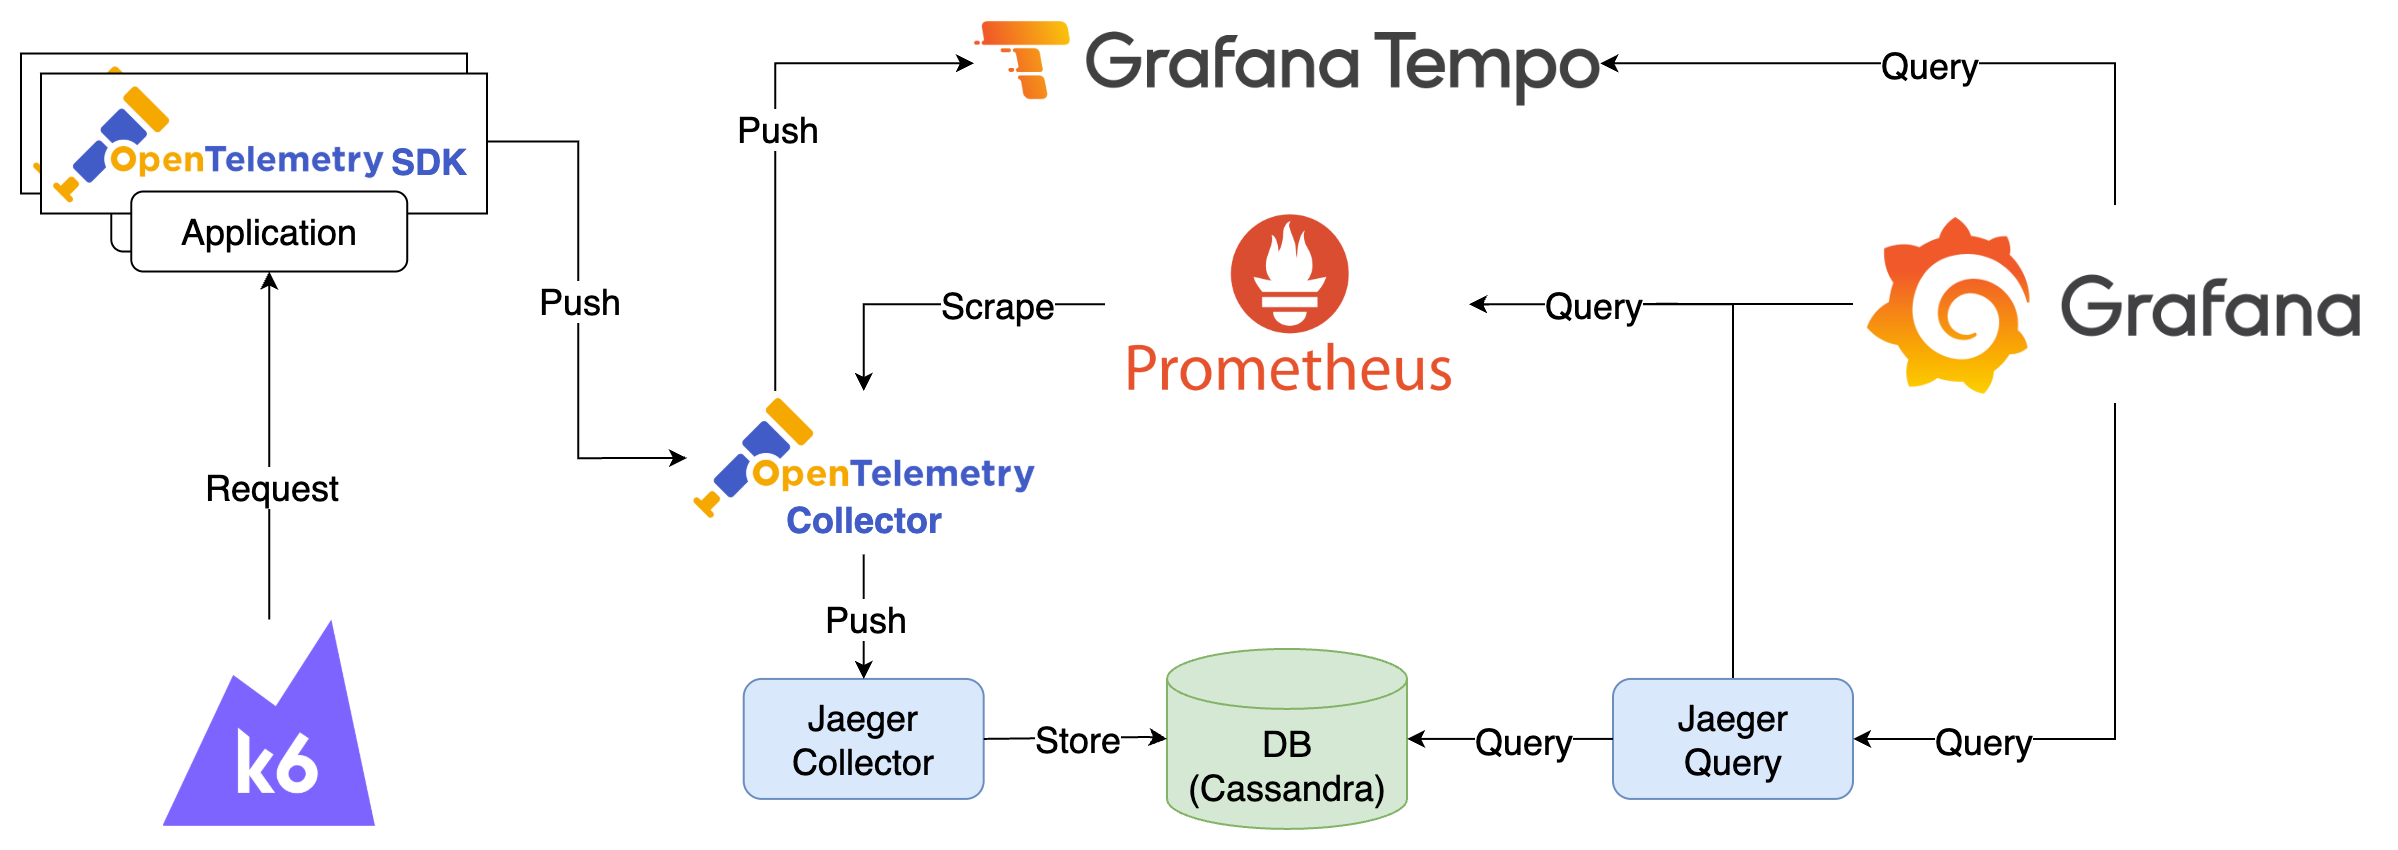 Grafana Tempo
Query
Push
OpenTelemetry SDK
Application
Push
Scrape
Prometheus
Query
Grafana
OpenTelemetry
Collector
Request
Push
k6
Jaeger
Collector
Store
DB
(Cassandra)
Query
Jaeger
Query
Query